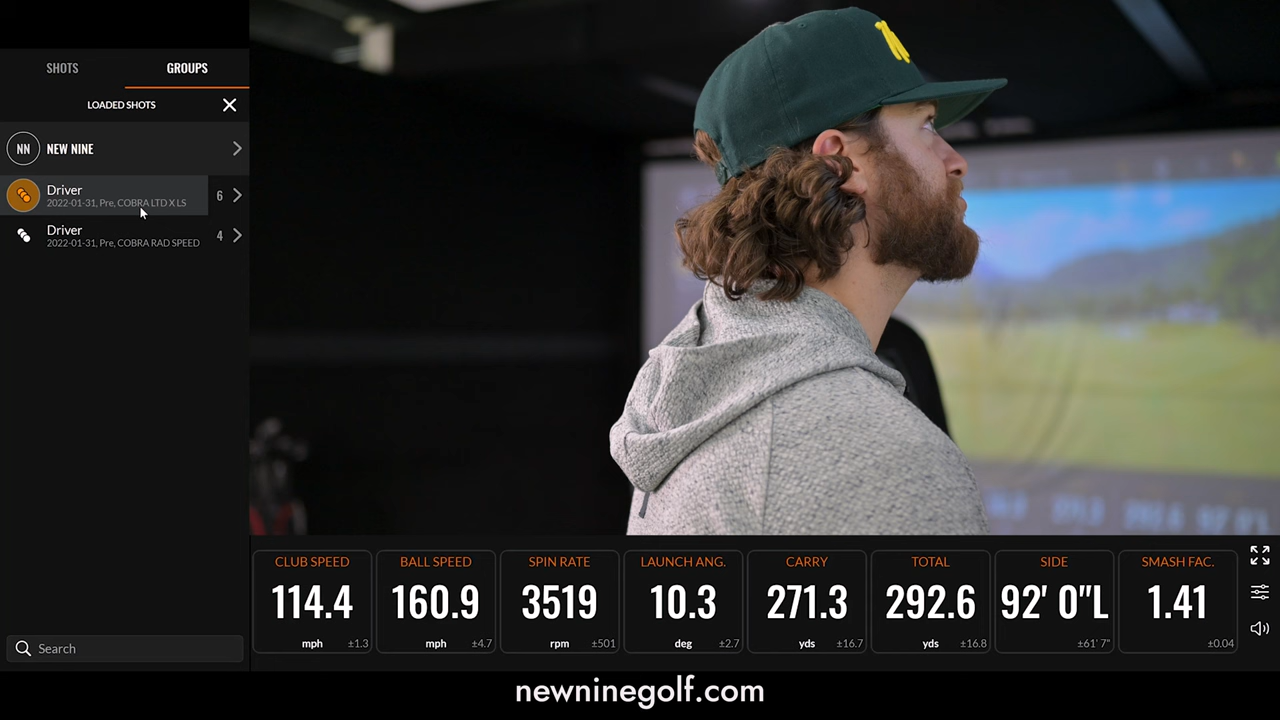 SHOTS GROUPS
LOADED SHOTS
NN NEW NINE
Driver
2022-01-31, Pre, COBRA LTD X LS
6
Driver
2022-01-31, Pre, COBRA RAD SPEED
4
Search
CLUB SPEED
114.4
mph ±1.3
BALL SPEED
160.9
mph ±4.7
SPIN RATE
3519
rpm ±501
LAUNCH ANG.
10.3
deg ±2.7
CARRY
271.3
yds ±16.7
TOTAL
292.6
yds ±16.8
SIDE
92' 0"L
±61' 7"
SMASH FAC.
1.41
±0.04
newninegolf.com